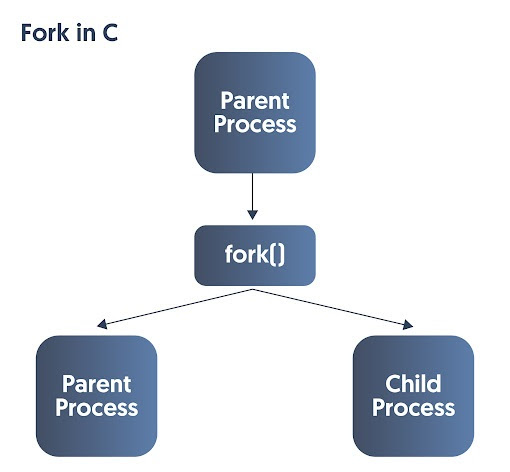 Fork in C
Parent
Process
fork()
Parent
Process
Child
Process